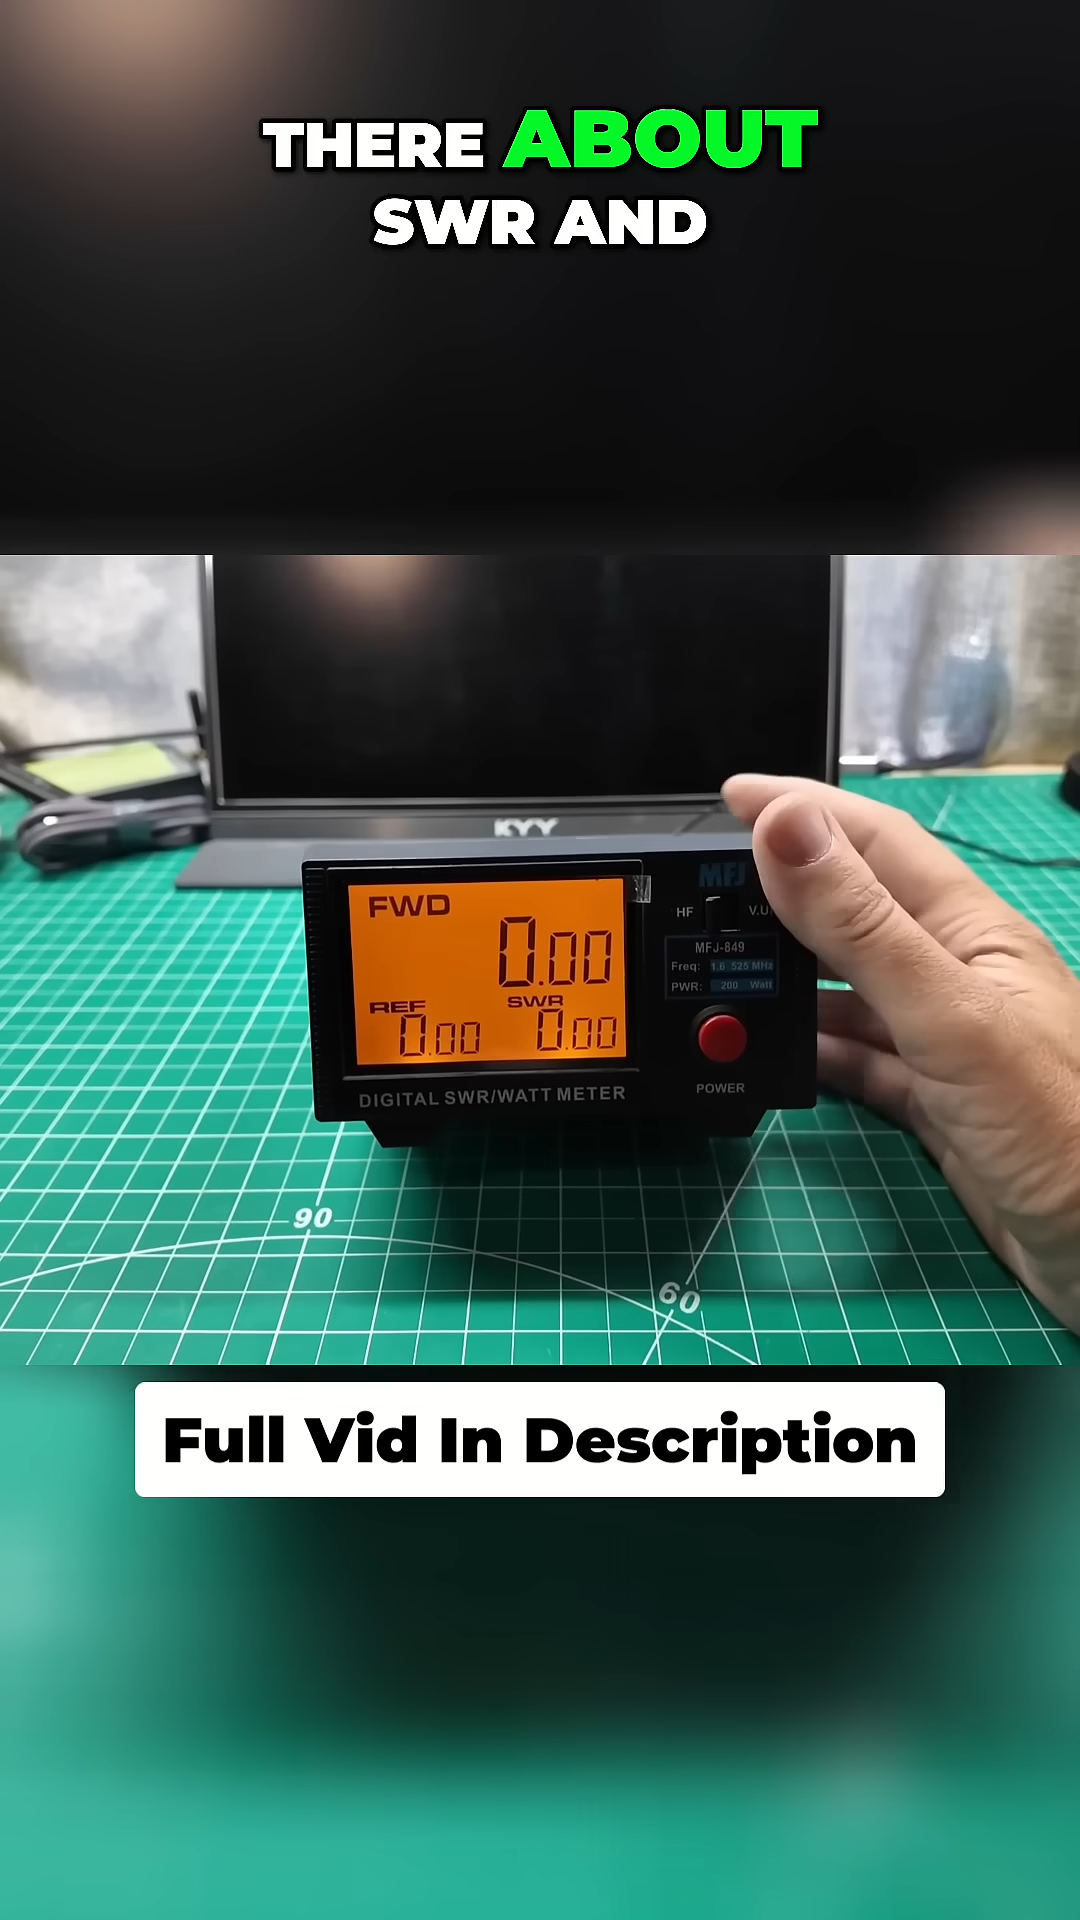 THERE ABOUT
SWR AND
KYY
MFJ
FWD
0.00
HF
MFJ-849
Freq: 1.6 525 MHz
PWR: 200 Watt
REF SWR
0.00 0.00
DIGITAL SWR/WATT METER
POWER
90
60
Full Vid In Description